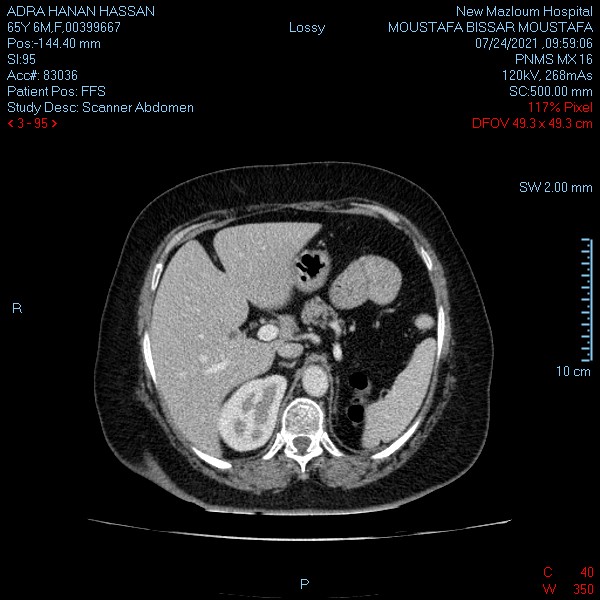 ADRA HANAN HASSAN
65Y 6M,F,00399667
Pos:-144.40 mm
SI:95
Acc#: 83036
Patient Pos: FFS
Study Desc: Scanner Abdomen
< 3 - 95 >
Lossy
New Mazloum Hospital
MOUSTAFA BISSAR MOUSTAFA
07/24/2021 ,09:59:06
PNMS MX 16
120kV, 268mAs
SC:500.00 mm
117% Pixel
DFOV 49.3 x 49.3 cm
SW 2.00 mm
R
10 cm
P
C 40
W 350